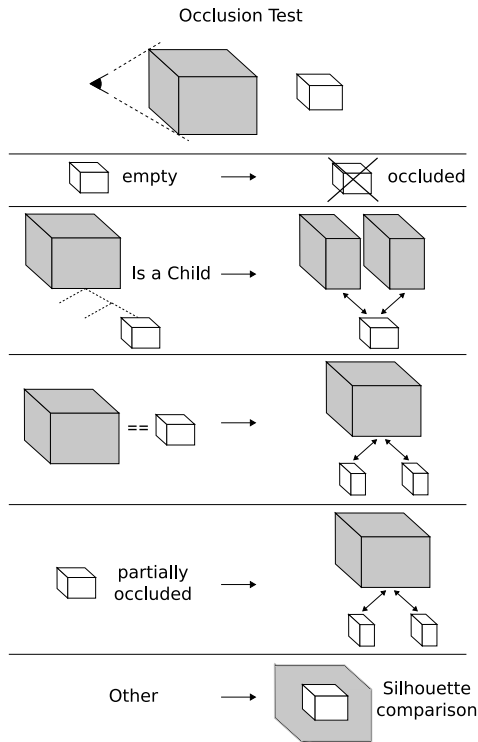 Occlusion Test
empty
occluded
Is a Child
==
partially
occluded
Other
Silhouette
comparison